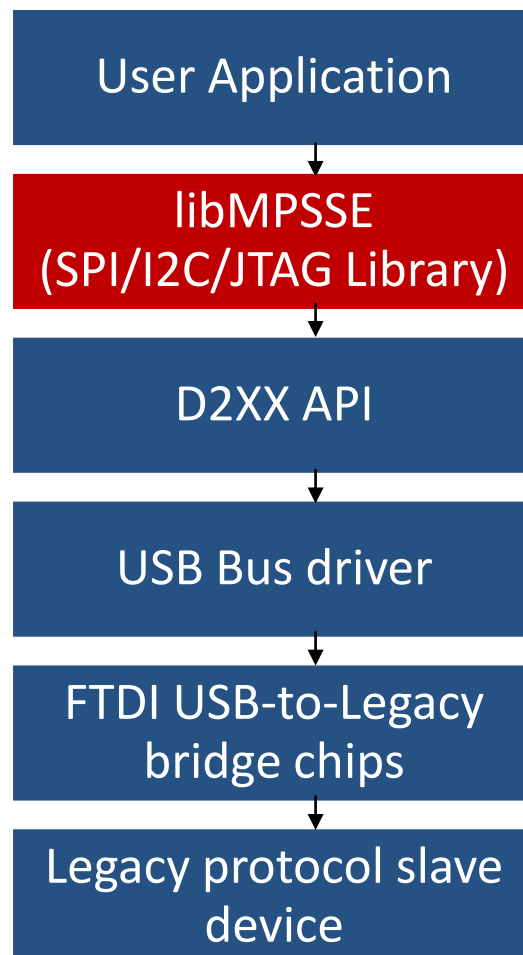 User Application
libMPSSE
(SPI/I2C/JTAG Library)
D2XX API
USB Bus driver
FTDI USB-to-Legacy
bridge chips
Legacy protocol slave
device